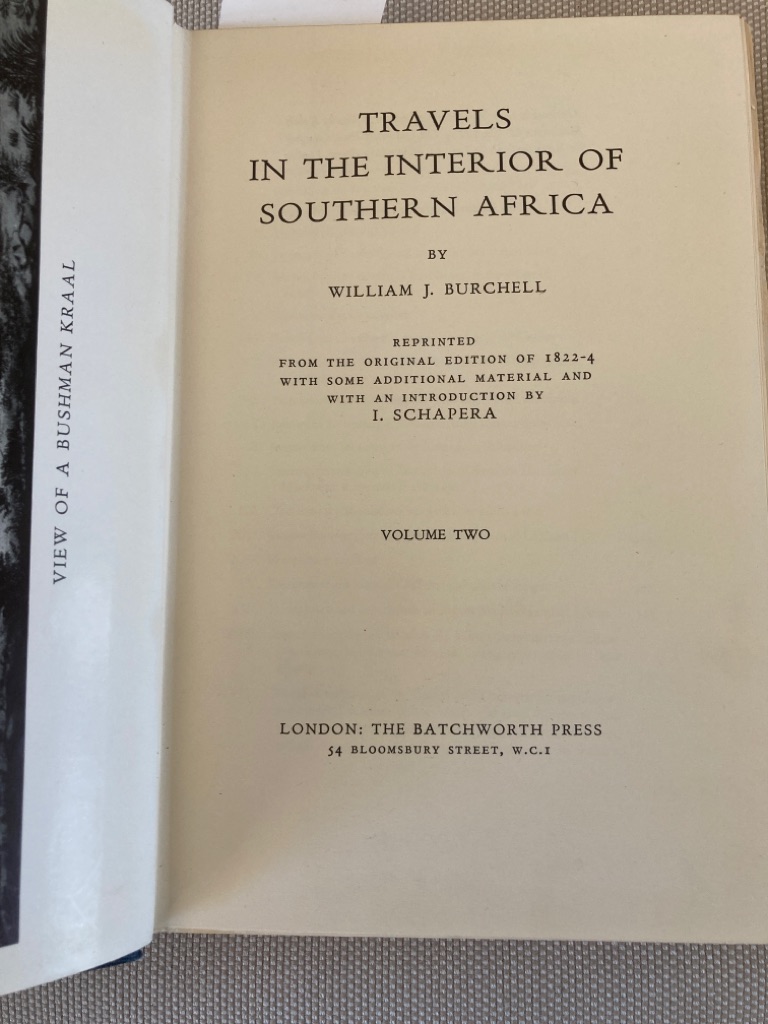 VIEW OF A BUSHMAN KRAAL
TRAVELS
IN THE INTERIOR OF
SOUTHERN AFRICA
BY
WILLIAM J. BURCHELL
REPRINTED
FROM THE ORIGINAL EDITION OF 1822-4
WITH SOME ADDITIONAL MATERIAL AND
WITH AN INTRODUCTION BY
I. SCHAPERA
VOLUME TWO
LONDON: THE BATCHWORTH PRESS
54 BLOOMSBURY STREET, W.C.1